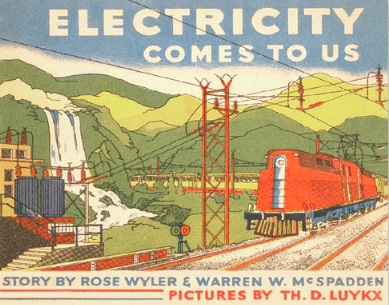 ELECTRICITY
COMES TO US
STORY BY ROSE WYLER & WARREN W. McSPADDEN
PICTURES BY TH. D. LUYKX